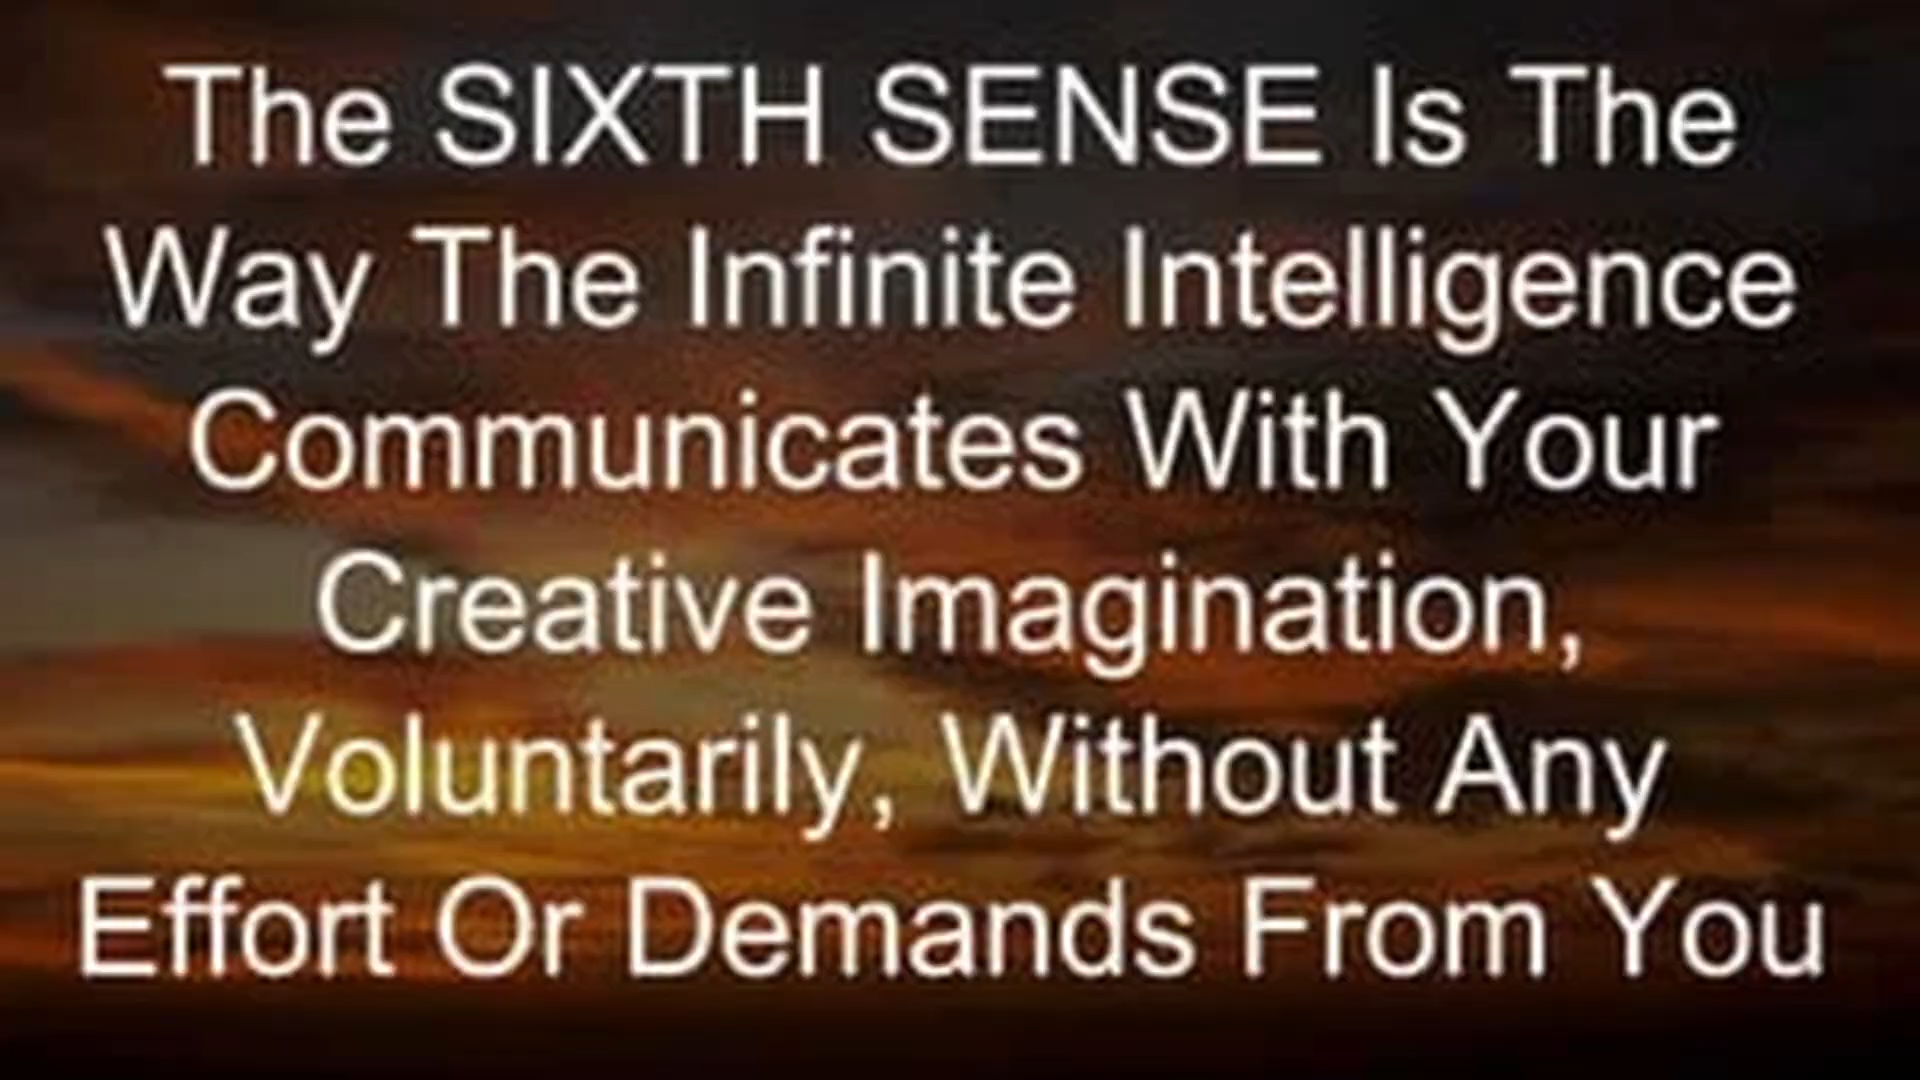 The SIXTH SENSE Is The
Way The Infinite Intelligence
Communicates With Your
Creative Imagination,
Voluntarily, Without Any
Effort Or Demands From You